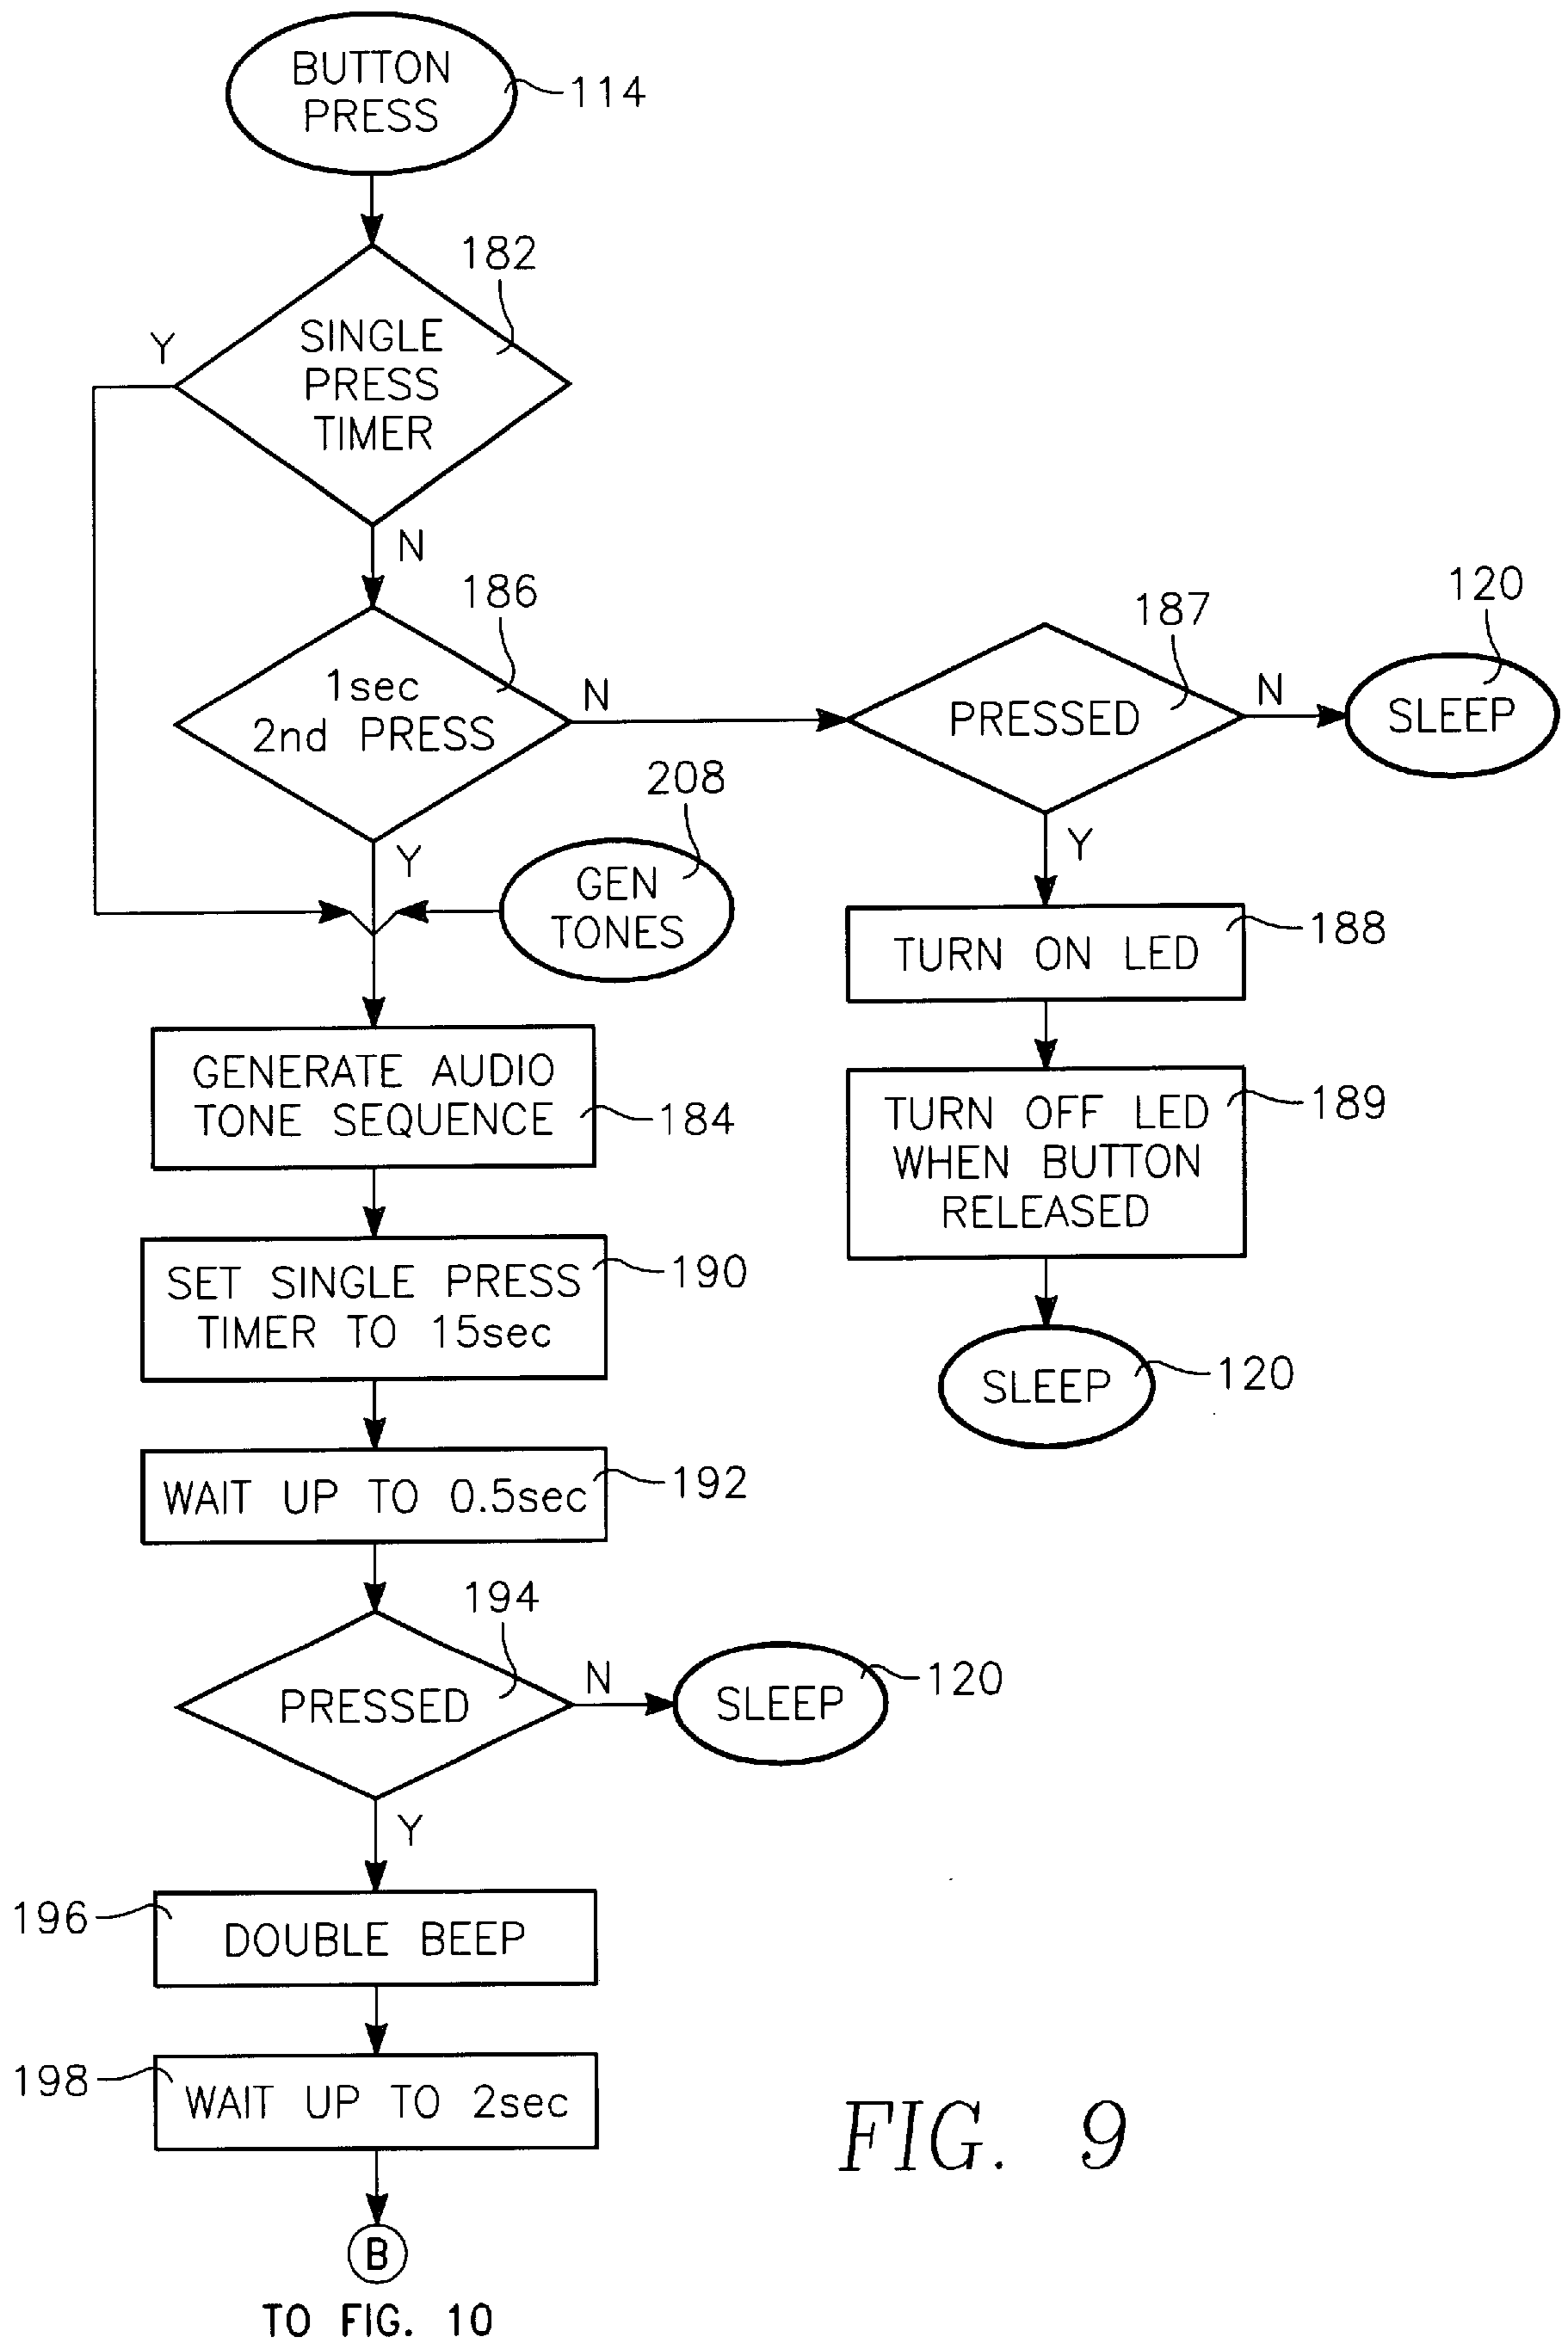 BUTTON
PRESS
114
182
SINGLE
PRESS
TIMER
Y
N
186
1sec
2nd PRESS
N
187
PRESSED
N
120
SLEEP
Y
208
GEN
TONES
Y
TURN ON LED
188
GENERATE AUDIO
TONE SEQUENCE
184
TURN OFF LED
WHEN BUTTON
RELEASED
189
SET SINGLE PRESS
TIMER TO 15sec
190
SLEEP
120
WAIT UP TO 0.5sec
192
194
PRESSED
N
SLEEP
120
Y
196
DOUBLE BEEP
198
WAIT UP TO 2sec
FIG. 9
B
TO FIG. 10